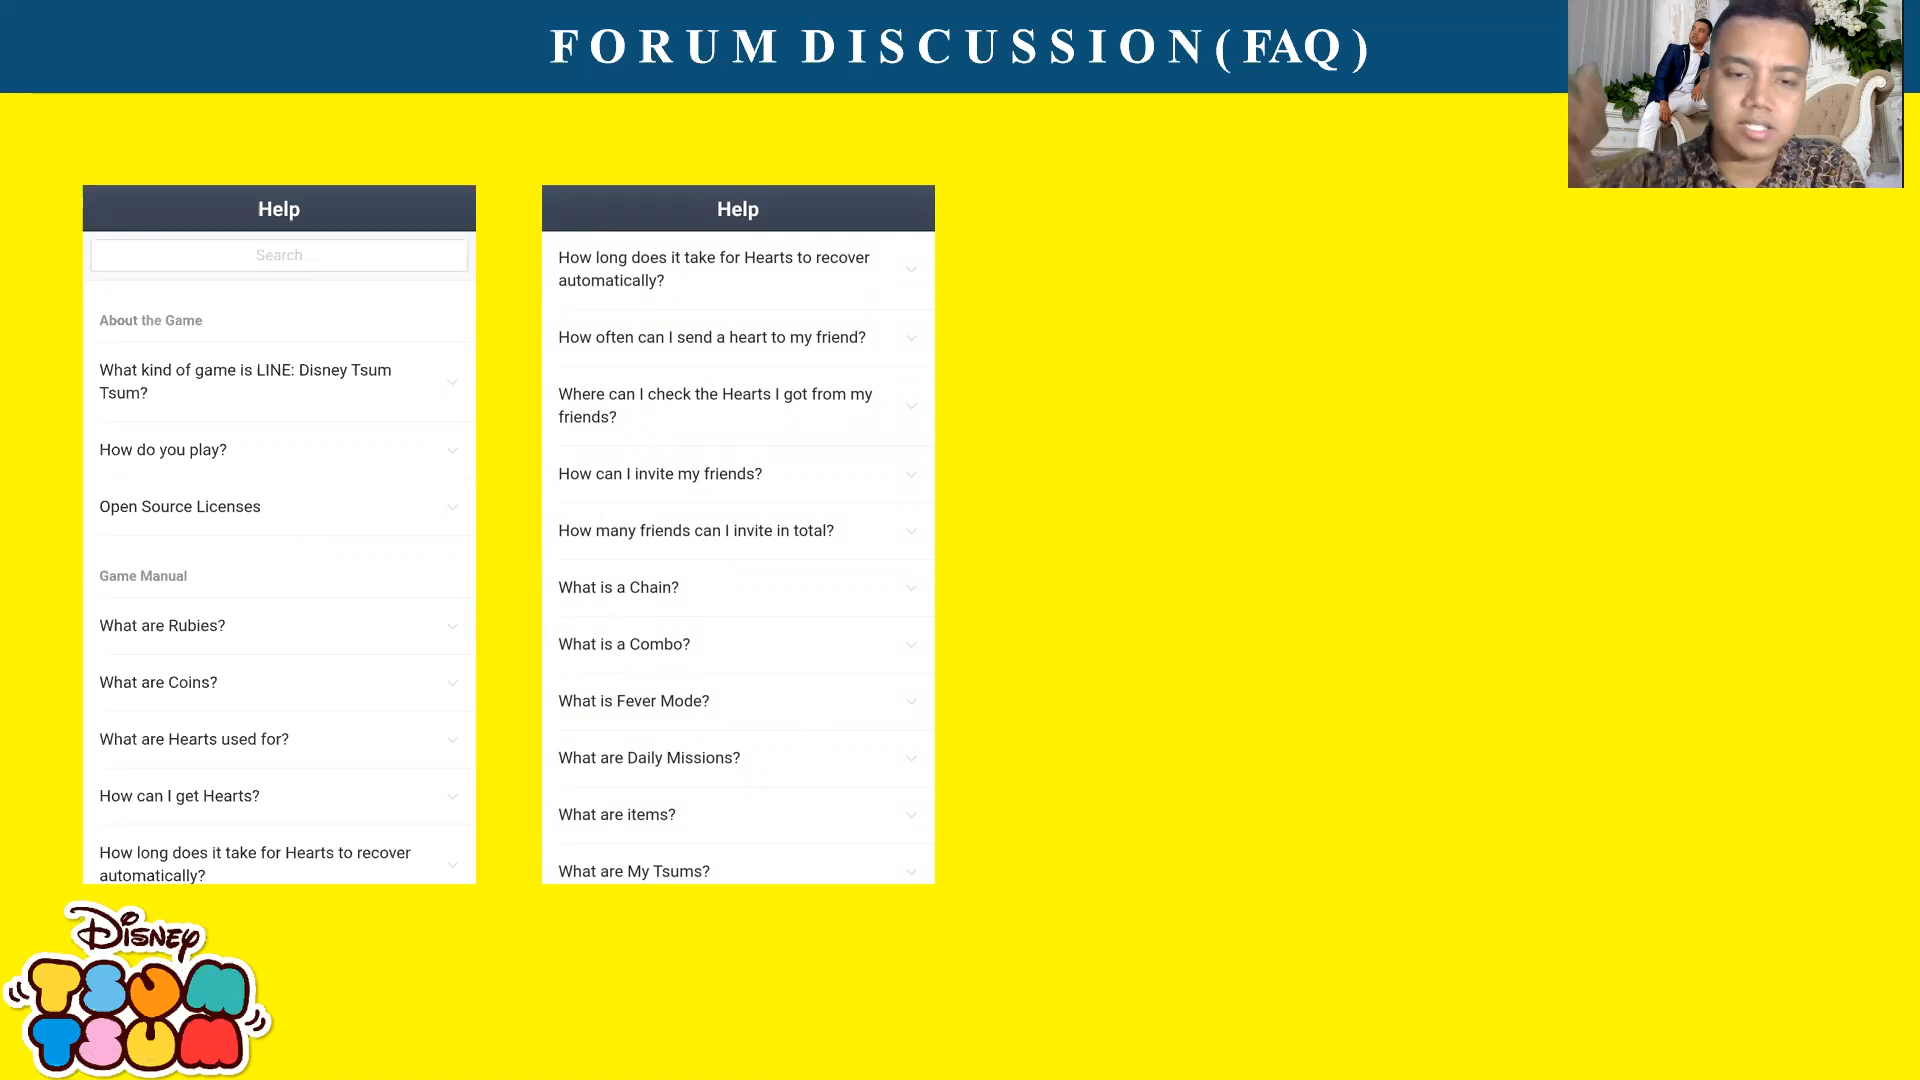 FORUM DISCUSSION(FAQ)
Help
Search
About the Game
What kind of game is LINE: Disney Tsum
Tsum?
How do you play?
Open Source Licenses
Game Manual
What are Rubies?
What are Coins?
What are Hearts used for?
How can I get Hearts?
How long does it take for Hearts to recover
automatically?
Help
How long does it take for Hearts to recover
automatically?
How often can I send a heart to my friend?
Where can I check the Hearts I got from my
friends?
How can I invite my friends?
How many friends can I invite in total?
What is a Chain?
What is a Combo?
What is Fever Mode?
What are Daily Missions?
What are items?
What are My Tsums?
Disney
TSUM
TSUM